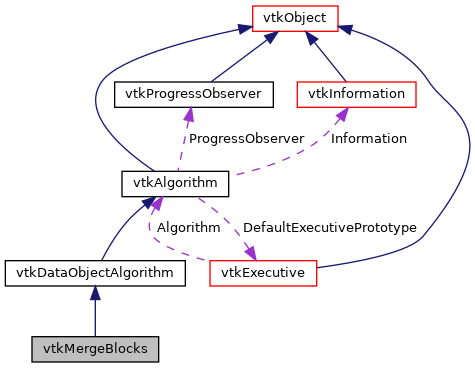 vtkObject
vtkProgressObserver
vtkInformation
ProgressObserver
Information
vtkAlgorithm
Algorithm
DefaultExecutivePrototype
vtkDataObjectAlgorithm
vtkExecutive
vtkMergeBlocks